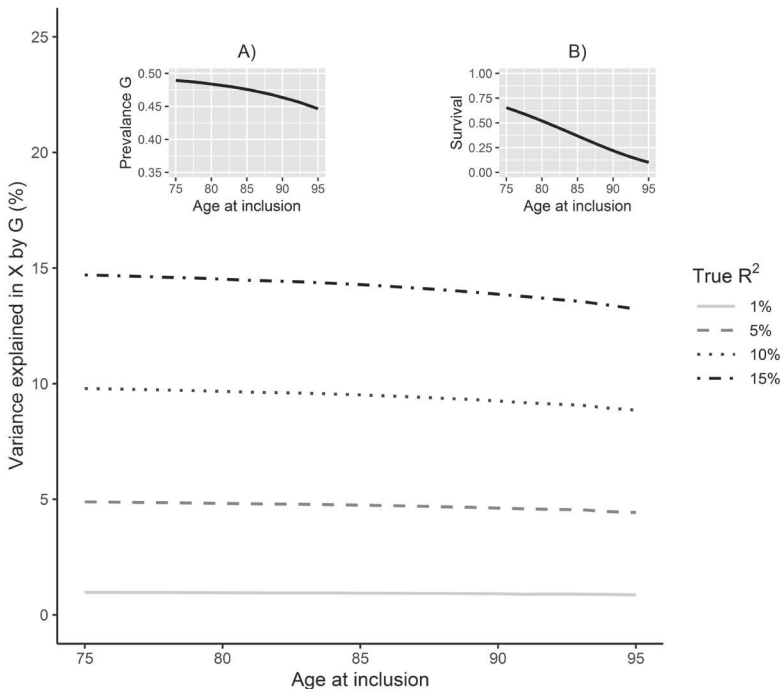 25
20
15
10
5
0
Variance explained in X by G (%)
75 80 85 90 95
Age at inclusion
A)
0.50
0.45
0.40
0.35
Prevalance G
75 80 85 90 95
Age at inclusion
B)
1.00
0.75
0.50
0.25
0.00
Survival
75 80 85 90 95
Age at inclusion
True R²
1%
5%
10%
15%